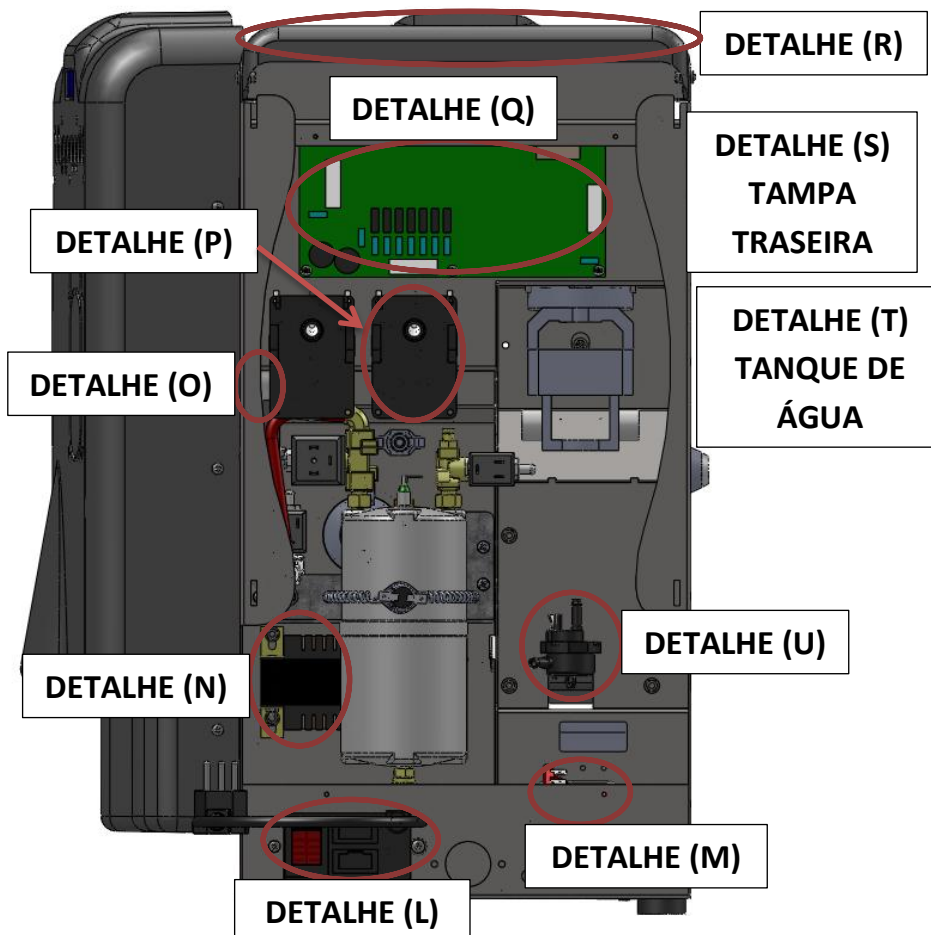 DETALHE (R)
DETALHE (Q)
DETALHE (S)
TAMPA
TRASEIRA
DETALHE (P)
DETALHE (T)
TANQUE DE
ÁGUA
DETALHE (O)
DETALHE (U)
DETALHE (N)
DETALHE (M)
DETALHE (L)